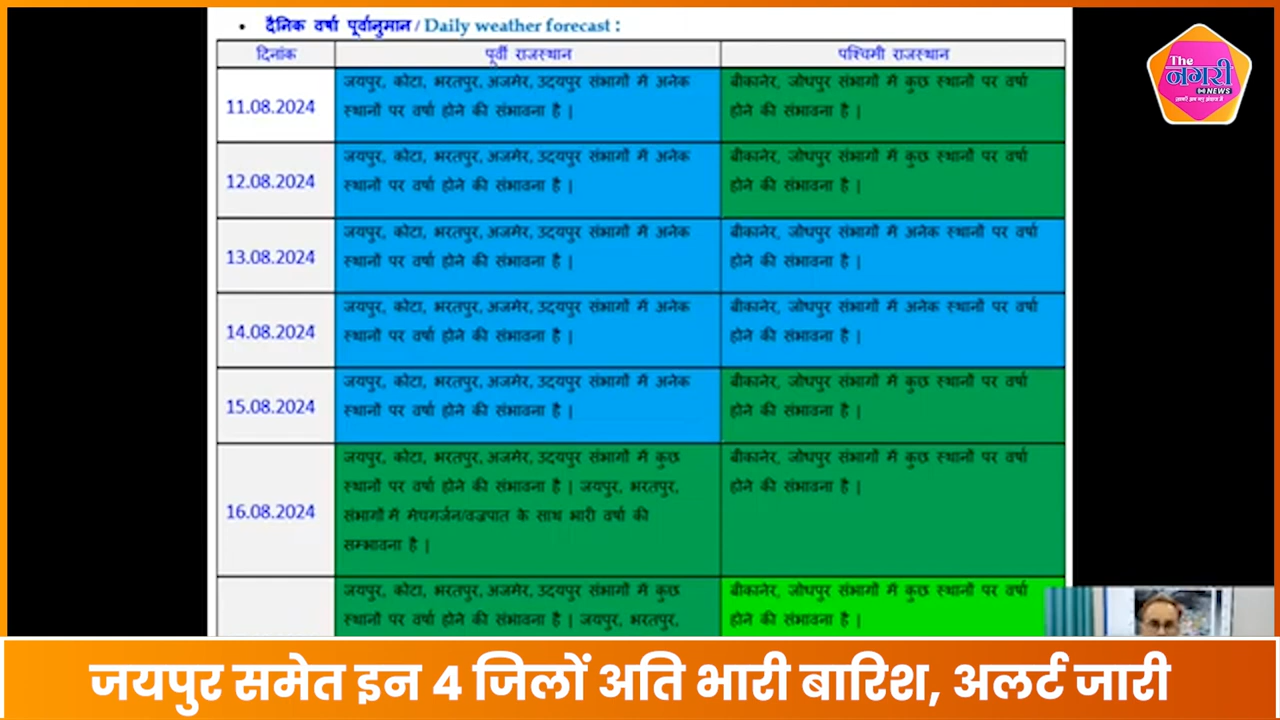 • दैनिक वर्षा पूर्वानुमान / Daily weather forecast :
दिनांक पूर्वी राजस्थान पश्चिमी राजस्थान
11.08.2024
जयपुर, कोटा, भरतपुर, अजमेर, उदयपुर संभागों में अनेक
स्थानों पर वर्षा होने की संभावना है |
बीकानेर, जोधपुर संभागों में कुछ स्थानों पर वर्षा
होने की संभावना है |
12.08.2024
जयपुर, कोटा, भरतपुर, अजमेर, उदयपुर संभागों में अनेक
स्थानों पर वर्षा होने की संभावना है |
बीकानेर, जोधपुर संभागों में कुछ स्थानों पर वर्षा
होने की संभावना है |
13.08.2024
जयपुर, कोटा, भरतपुर, अजमेर, उदयपुर संभागों में अनेक
स्थानों पर वर्षा होने की संभावना है |
बीकानेर, जोधपुर संभागों में अनेक स्थानों पर वर्षा
होने की संभावना है |
14.08.2024
जयपुर, कोटा, भरतपुर, अजमेर, उदयपुर संभागों में अनेक
स्थानों पर वर्षा होने की संभावना है |
बीकानेर, जोधपुर संभागों में अनेक स्थानों पर वर्षा
होने की संभावना है |
15.08.2024
जयपुर, कोटा, भरतपुर, अजमेर, उदयपुर संभागों में अनेक
स्थानों पर वर्षा होने की संभावना है |
बीकानेर, जोधपुर संभागों में कुछ स्थानों पर वर्षा
होने की संभावना है |
16.08.2024
जयपुर, कोटा, भरतपुर, अजमेर, उदयपुर संभागों में कुछ
स्थानों पर वर्षा होने की संभावना है | जयपुर, भरतपुर,
संभागों में मेघगर्जन/वज्रपात के साथ भारी वर्षा की
सम्भावना है |
बीकानेर, जोधपुर संभागों में कुछ स्थानों पर वर्षा
होने की संभावना है |
जयपुर, कोटा, भरतपुर, अजमेर, उदयपुर संभागों में कुछ
स्थानों पर वर्षा होने की संभावना है | जयपुर, भरतपुर,
बीकानेर, जोधपुर संभागों में कुछ स्थानों पर वर्षा
होने की संभावना है |
The
नगरी
NEWS
जयपुर समेत इन 4 जिलों अति भारी बारिश, अलर्ट जारी